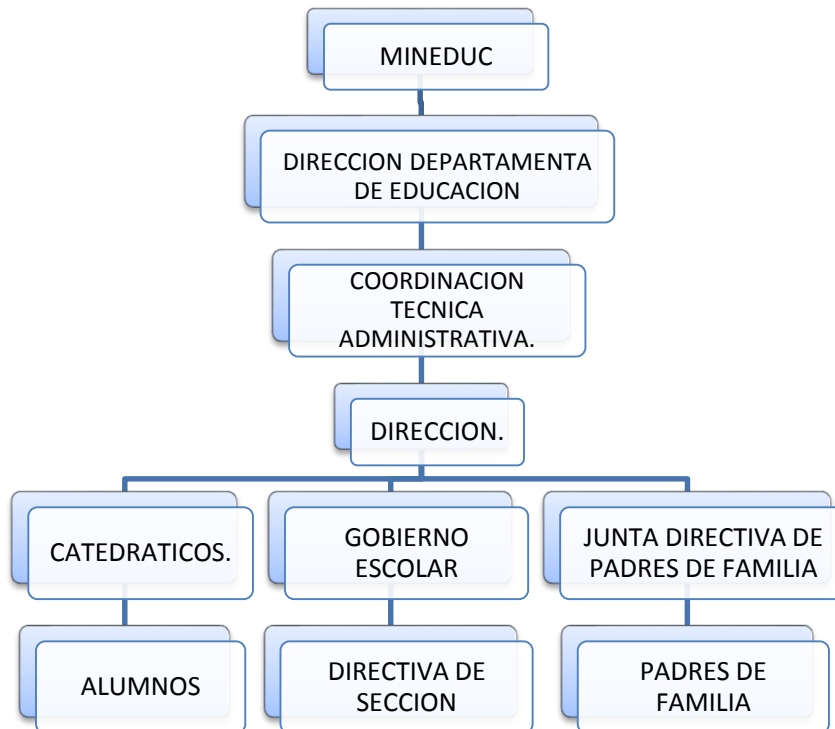 MINEDUC
DIRECCION DEPARTAMENTA
DE EDUCACION
COORDINACION
TECNICA
ADMINISTRATIVA.
DIRECCION.
CATEDRATICOS.
GOBIERNO
ESCOLAR
JUNTA DIRECTIVA DE
PADRES DE FAMILIA
ALUMNOS
DIRECTIVA DE
SECCION
PADRES DE
FAMILIA